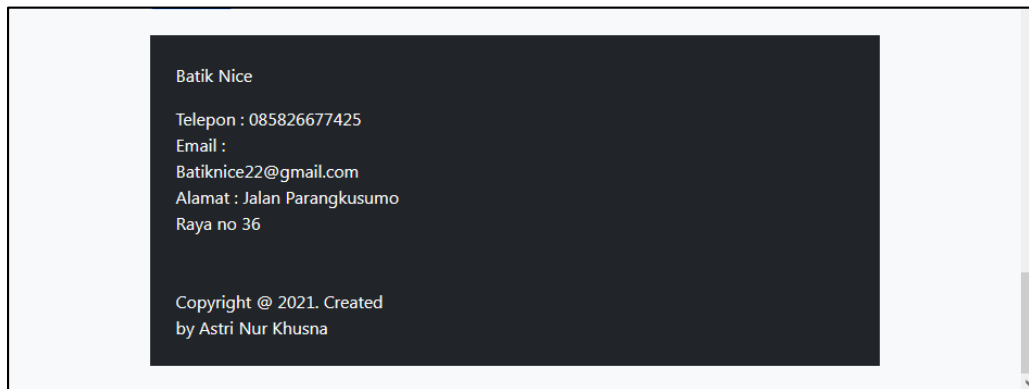 Batik Nice
Telepon : 085826677425
Email :
Batiknice22@gmail.com
Alamat : Jalan Parangkusumo
Raya no 36
Copyright @ 2021. Created
by Astri Nur Khusna